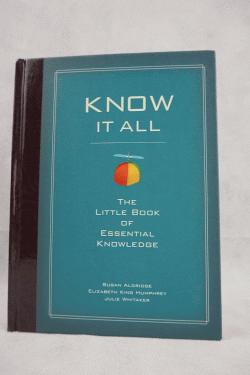 KNOW
IT ALL
THE
LITTLE BOOK
OF
ESSENTIAL
KNOWLEDGE
SUSAN ALDRIDGE
ELIZABETH KING HUMPHREY
JULIE WHITAKER